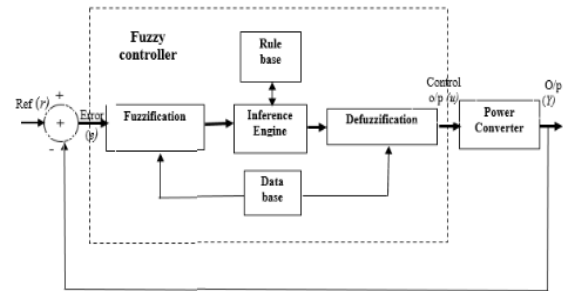 Fuzzy
controller
Rule
base
Ref (r)
+
+
-
Error
(g)
Fuzzification
Inference
Engine
Defuzzification
Control
o/p (u)
Power
Converter
O/p
(Y)
Data
base